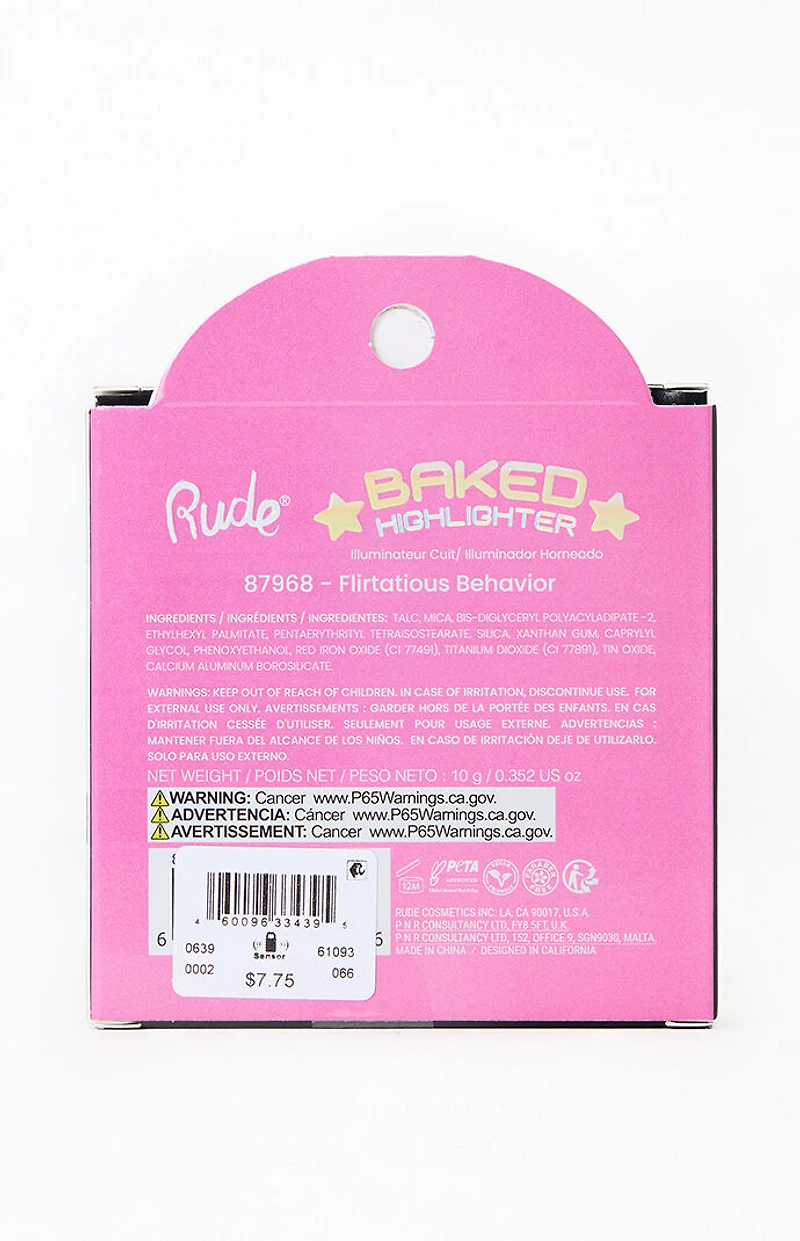 Rude®
BAKED
HIGHLIGHTER
Illuminateur Cuit/ Illuminador Horneado
87968 - Flirtatious Behavior
INGREDIENTS / INGRÉDIENTS / INGREDIENTES: TALC, MICA, BIS-DIGLYCERYL POLYACYLADIPATE -2,
ETHYLHEXYL PALMITATE, PENTAERYTHRITYL TETRAISOSTEARATE, SILICA, XANTHAN GUM, CAPRYLYL
GLYCOL, PHENOXYETHANOL, RED IRON OXIDE (CI 77491), TITANIUM DIOXIDE (CI 77891), TIN OXIDE,
CALCIUM ALUMINUM BOROSILICATE.
WARNINGS: KEEP OUT OF REACH OF CHILDREN. IN CASE OF IRRITATION, DISCONTINUE USE. FOR
EXTERNAL USE ONLY. AVERTISSEMENTS : GARDER HORS DE LA PORTÉE DES ENFANTS. EN CAS
D'IRRITATION CESSÉE D'UTILISER. SEULEMENT POUR USAGE EXTERNE. ADVERTENCIAS :
MANTENER FUERA DEL ALCANCE DE LOS NIÑOS. EN CASO DE IRRITACIÓN DEJE DE UTILIZARLO.
SOLO PARA USO EXTERNO.
NET WEIGHT / POIDS NET / PESO NETO : 10 g / 0.352 US oz
WARNING: Cancer www.P65Warnings.ca.gov.
ADVERTENCIA: Cáncer www.P65Warnings.ca.gov.
AVERTISSEMENT: Cancer www.P65Warnings.ca.gov.
6
6
4 60096 33439 5
0639
Sensor
61093
0002
$7.75
066
12M
PETA
APPROVED
VEGAN
PARABEN
FREE
RUDE COSMETICS INC. LA, CA 90017, U.S.A.
P N R CONSULTANCY LTD, FY8 5FT, U.K.
P N R CONSULTANCY LTD, 152, OFFICE 9, SGN9030, MALTA.
MADE IN CHINA / DESIGNED IN CALIFORNIA